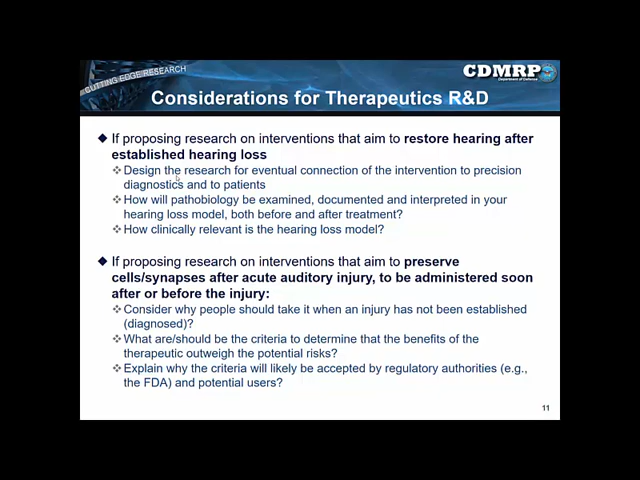 CUTTING EDGE RESEARCH
CDMRP
Department of Defense
Considerations for Therapeutics R&D
❖ If proposing research on interventions that aim to restore hearing after
established hearing loss
❖ Design the research for eventual connection of the intervention to precision
diagnostics and to patients
❖ How will pathobiology be examined, documented and interpreted in your
hearing loss model, both before and after treatment?
❖ How clinically relevant is the hearing loss model?
❖ If proposing research on interventions that aim to preserve
cells/synapses after acute auditory injury, to be administered soon
after or before the injury:
❖ Consider why people should take it when an injury has not been established
(diagnosed)?
❖ What are/should be the criteria to determine that the benefits of the
therapeutic outweigh the potential risks?
❖ Explain why the criteria will likely be accepted by regulatory authorities (e.g.,
the FDA) and potential users?
11